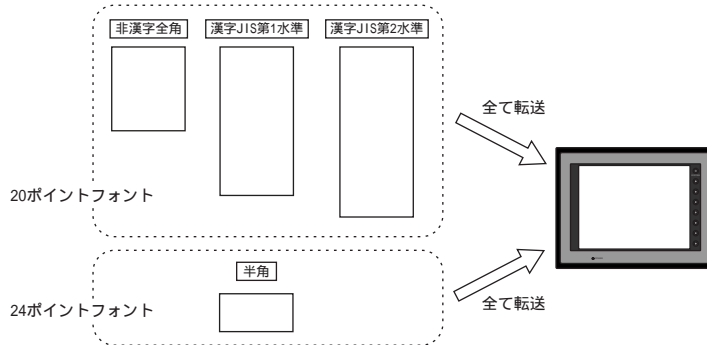 非漢字全角
漢字JIS第1水準
漢字JIS第2水準
全て転送
20ポイントフォント
半角
24ポイントフォント
全て転送